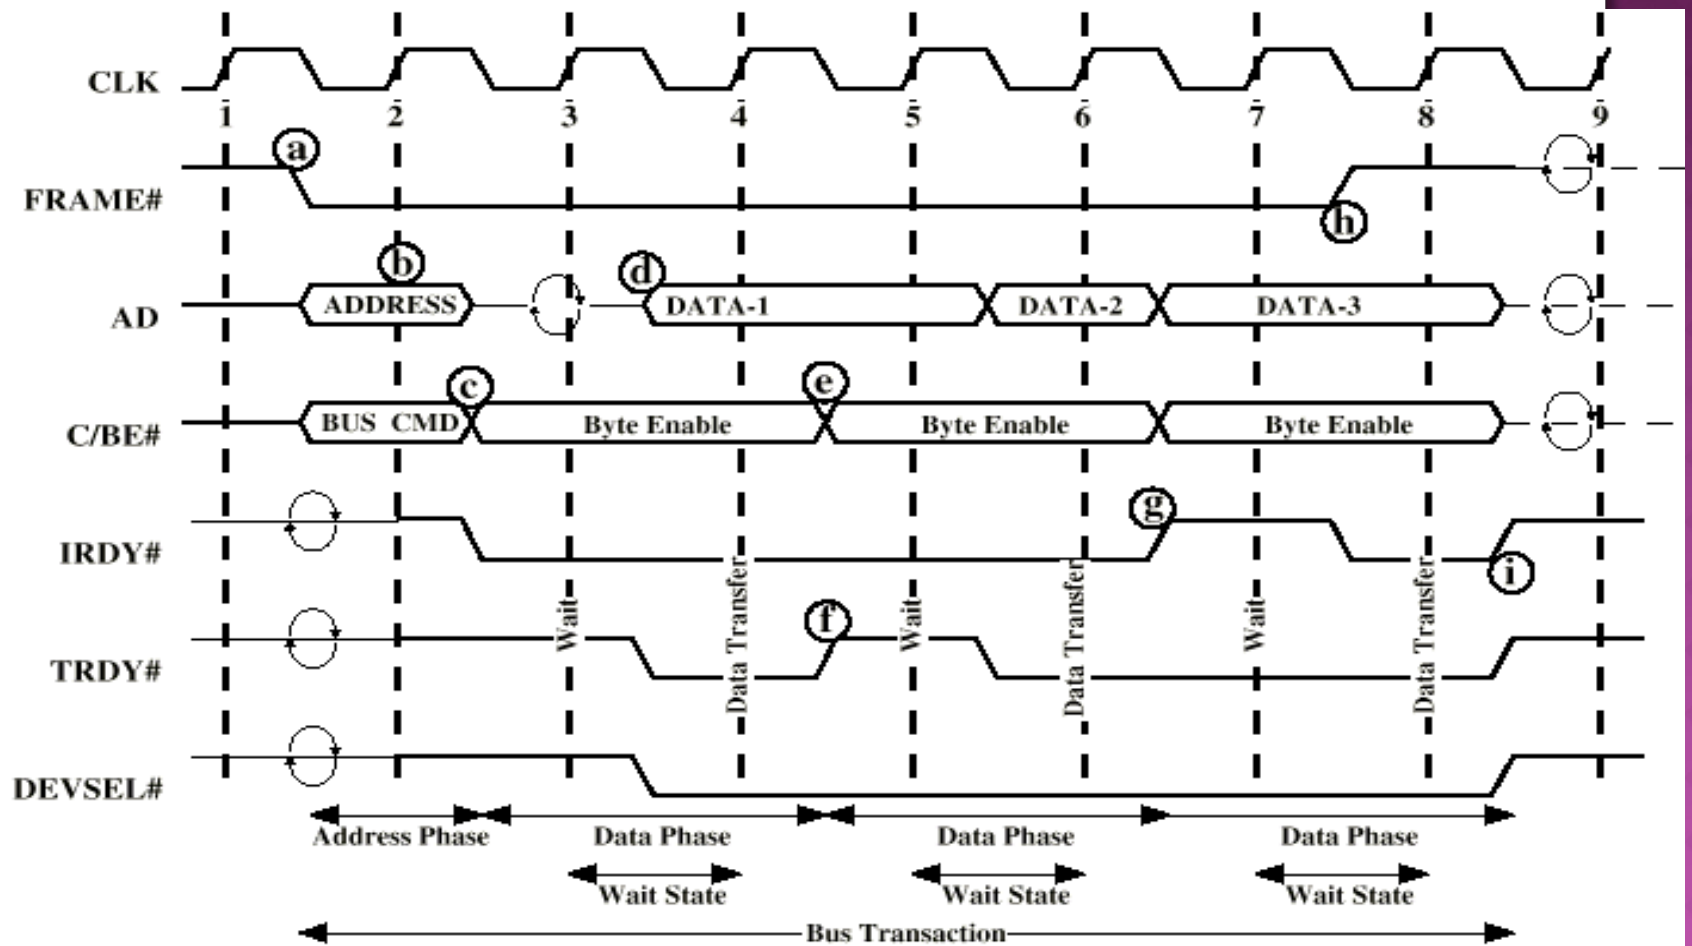 CLK
1 2 3 4 5 6 7 8 9
a
FRAME#
h
b
d
AD
ADDRESS DATA-1 DATA-2 DATA-3
c
e
C/BE#
BUS CMD Byte Enable Byte Enable Byte Enable
g
IRDY#
i
Wait Data Transfer Wait Data Transfer Wait Data Transfer
f
TRDY#
DEVSEL#
Address Phase Data Phase Data Phase Data Phase
Wait State Wait State Wait State
Bus Transaction